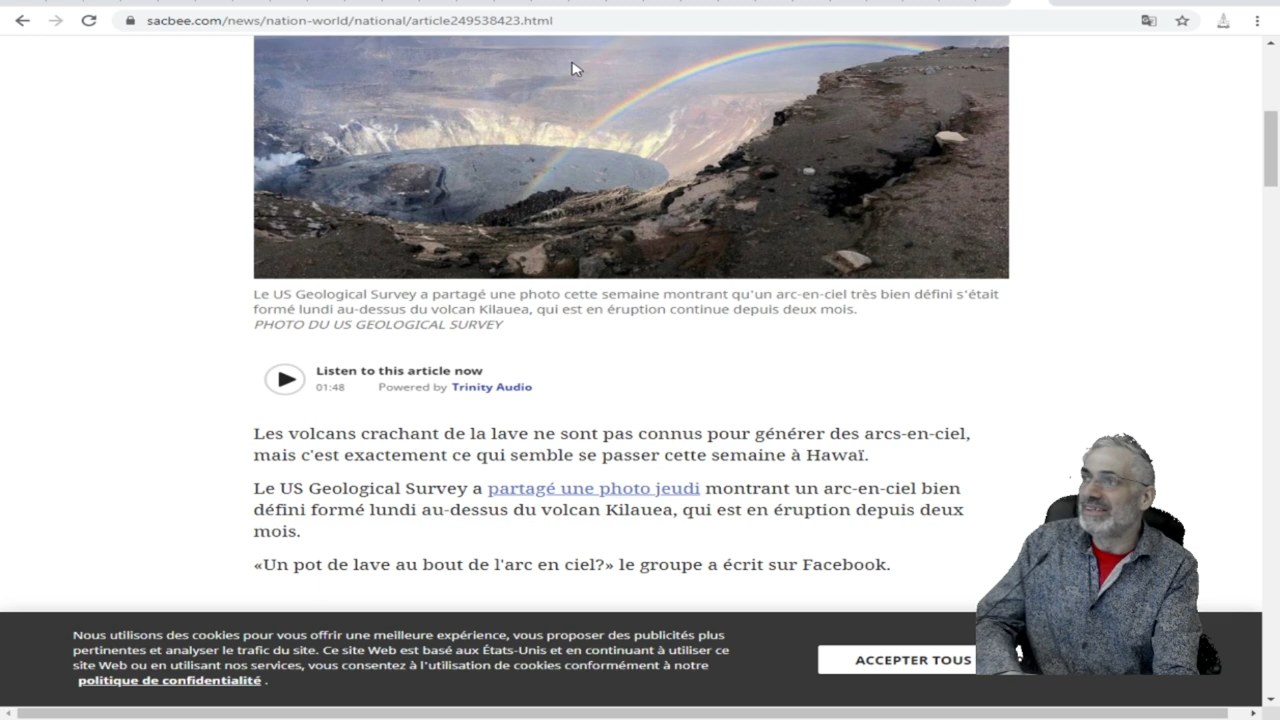 sacbee.com/news/nation-world/national/article249538423.html
Le US Geological Survey a partagé une photo cette semaine montrant qu'un arc-en-ciel très bien défini s'était
formé lundi au-dessus du volcan Kilauea, qui est en éruption continue depuis deux mois.
PHOTO DU US GEOLOGICAL SURVEY
Listen to this article now
01:48 Powered by Trinity Audio
Les volcans crachant de la lave ne sont pas connus pour générer des arcs-en-ciel,
mais c'est exactement ce qui semble se passer cette semaine à Hawaï.
Le US Geological Survey a partagé une photo jeudi montrant un arc-en-ciel bien
défini formé lundi au-dessus du volcan Kilauea, qui est en éruption depuis deux
mois.
«Un pot de lave au bout de l'arc en ciel?» le groupe a écrit sur Facebook.
Nous utilisons des cookies pour vous offrir une meilleure expérience, vous proposer des publicités plus
pertinentes et analyser le trafic du site. Ce site Web est basé aux États-Unis et en continuant à utiliser ce
site Web ou en utilisant nos services, vous consentez à l'utilisation de cookies conformément à notre
politique de confidentialité .
ACCEPTER TOUS